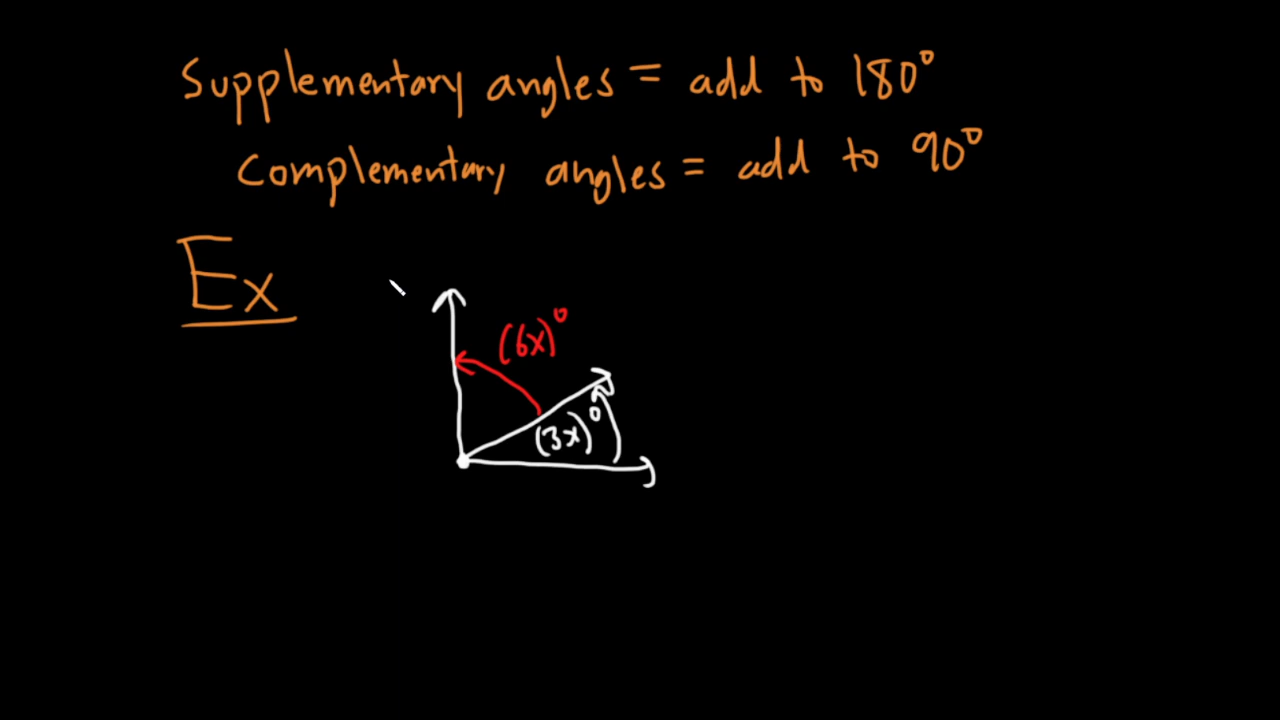 Supplementary angles = add to 180°
Complementary angles = add to 90°
Ex
(6x)°
(3x)°